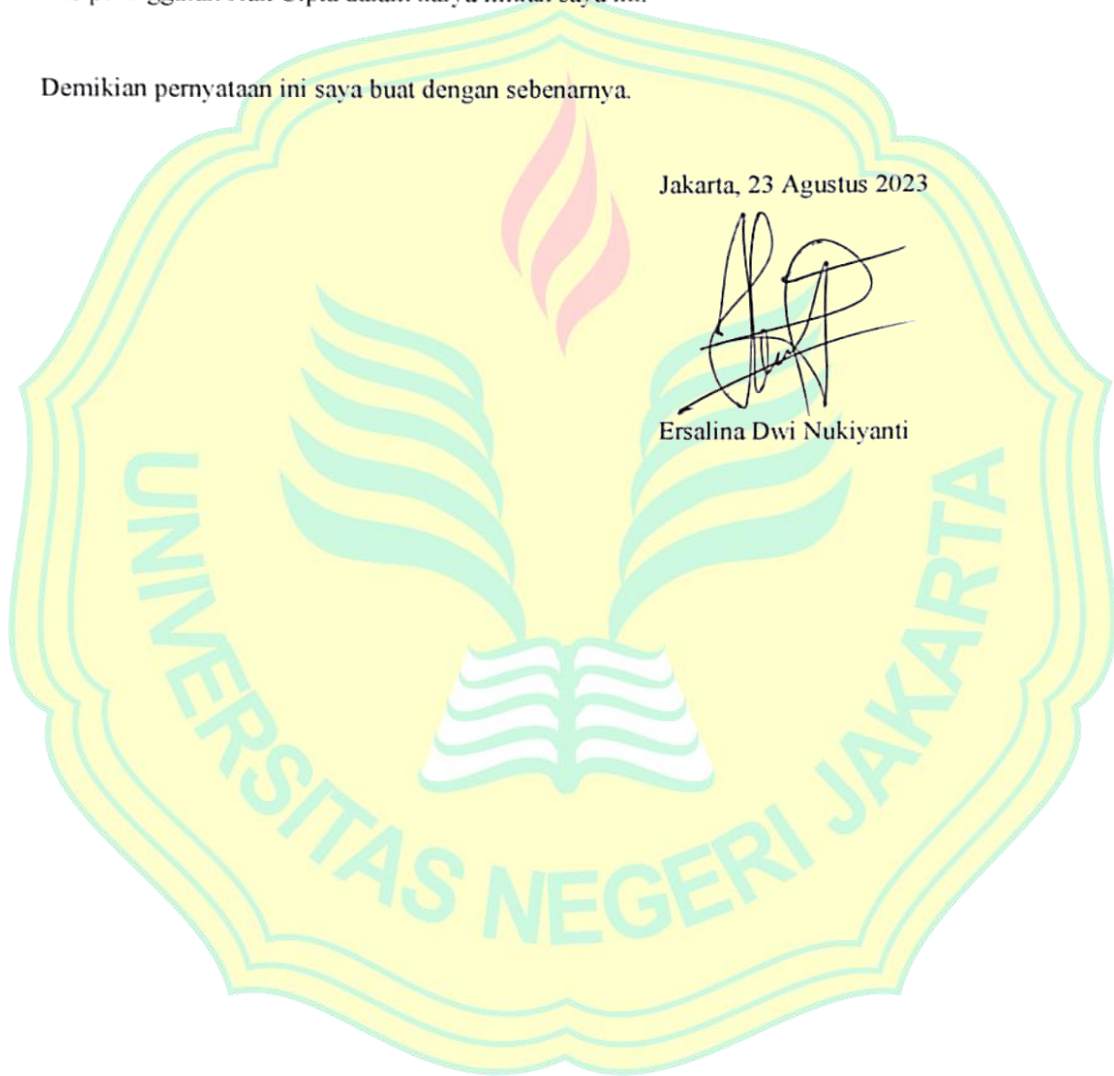 Demikian pernyataan ini saya buat dengan sebenarnya.
Jakarta, 23 Agustus 2023
Ersalina Dwi Nukiyanti
UNIVERSITAS NEGERI JAKARTA